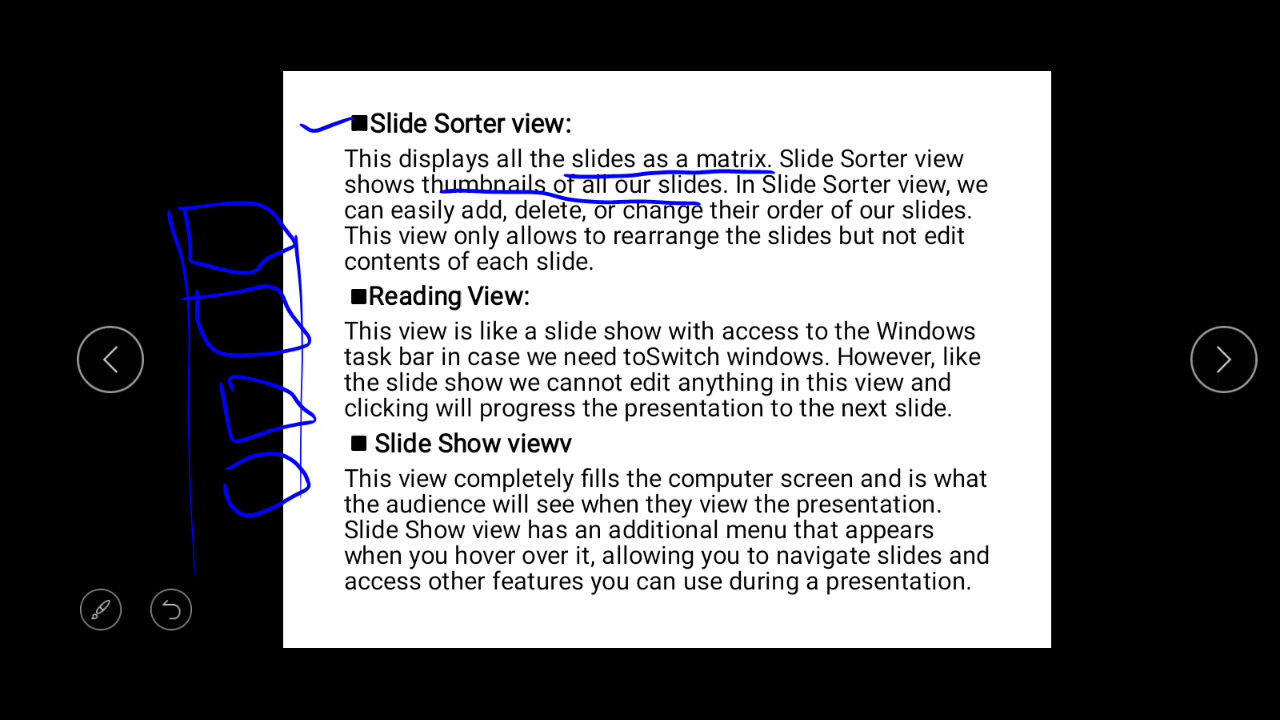 ■Slide Sorter view:
This displays all the slides as a matrix. Slide Sorter view
shows thumbnails of all our slides. In Slide Sorter view, we
can easily add, delete, or change their order of our slides.
This view only allows to rearrange the slides but not edit
contents of each slide.
■Reading View:
This view is like a slide show with access to the Windows
task bar in case we need toSwitch windows. However, like
the slide show we cannot edit anything in this view and
clicking will progress the presentation to the next slide.
■ Slide Show viewv
This view completely fills the computer screen and is what
the audience will see when they view the presentation.
Slide Show view has an additional menu that appears
when you hover over it, allowing you to navigate slides and
access other features you can use during a presentation.